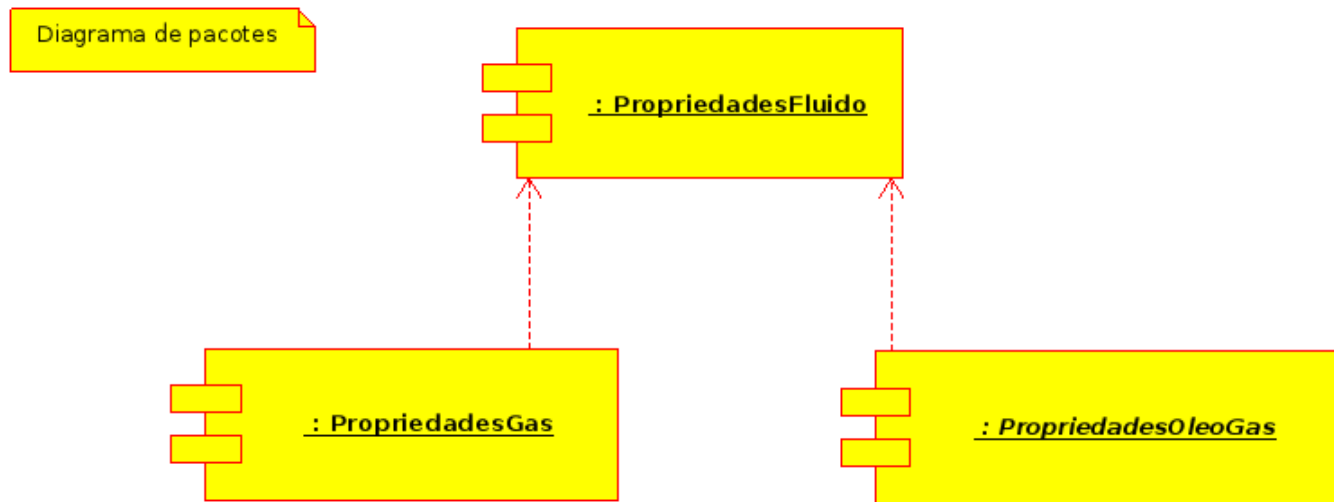 Diagrama de pacotes
: PropriedadesFluido
: PropriedadesGas
: PropriedadesOleoGas